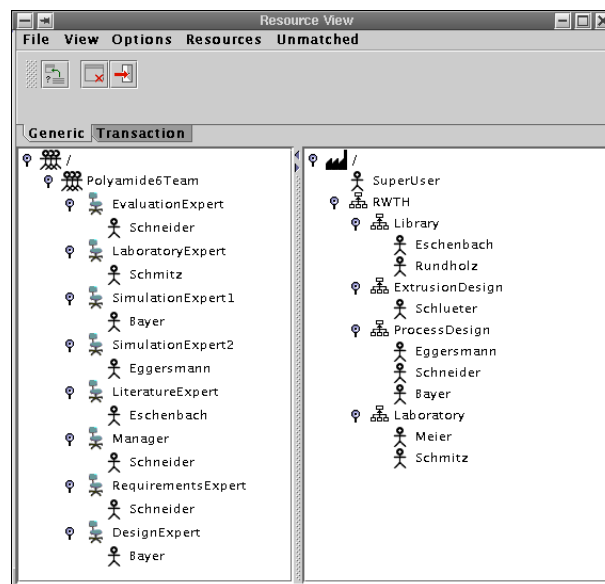 Resource View
File View Options Resources Unmatched
?
Generic Transaction
/
Polyamide6Team
EvaluationExpert
Schneider
LaboratoryExpert
Schmitz
SimulationExpert1
Bayer
SimulationExpert2
Eggersmann
LiteratureExpert
Eschenbach
Manager
Schneider
RequirementsExpert
Schneider
DesignExpert
Bayer
/
SuperUser
RWTH
Library
Eschenbach
Rundholz
ExtrusionDesign
Schlueter
ProcessDesign
Eggersmann
Schneider
Bayer
Laboratory
Meier
Schmitz